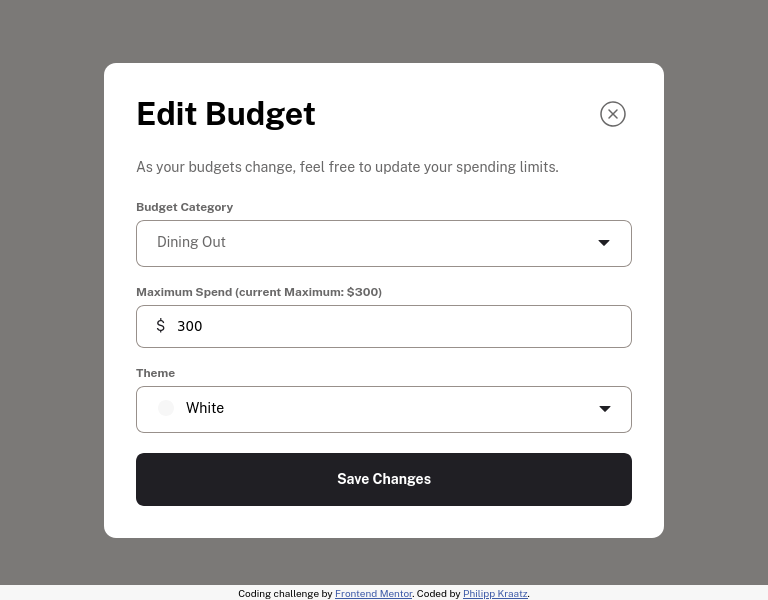 Edit Budget
As your budgets change, feel free to update your spending limits.
Budget Category
Dining Out
Maximum Spend (current Maximum: $300)
$ 300
Theme
White
Save Changes
Coding challenge by Frontend Mentor. Coded by Philipp Kraatz.